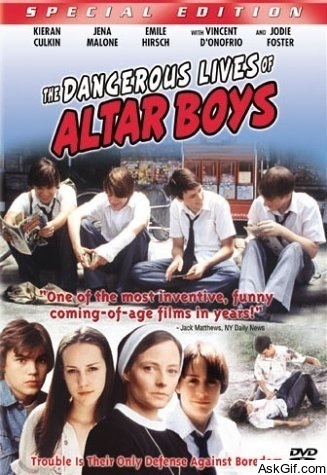 SPECIAL EDITION
KIERAN CULKIN
JENA MALONE
EMILE HIRSCH
WITH VINCENT D'ONOFRIO
AND JODIE FOSTER
THE DANGEROUS LIVES OF
ALTAR BOYS
"One of the most inventive, funny
coming-of-age films in years!"
- Jack Matthews, NY Daily News
Trouble Is Their Only Defense Against Boredom
DVD
AskGif.com